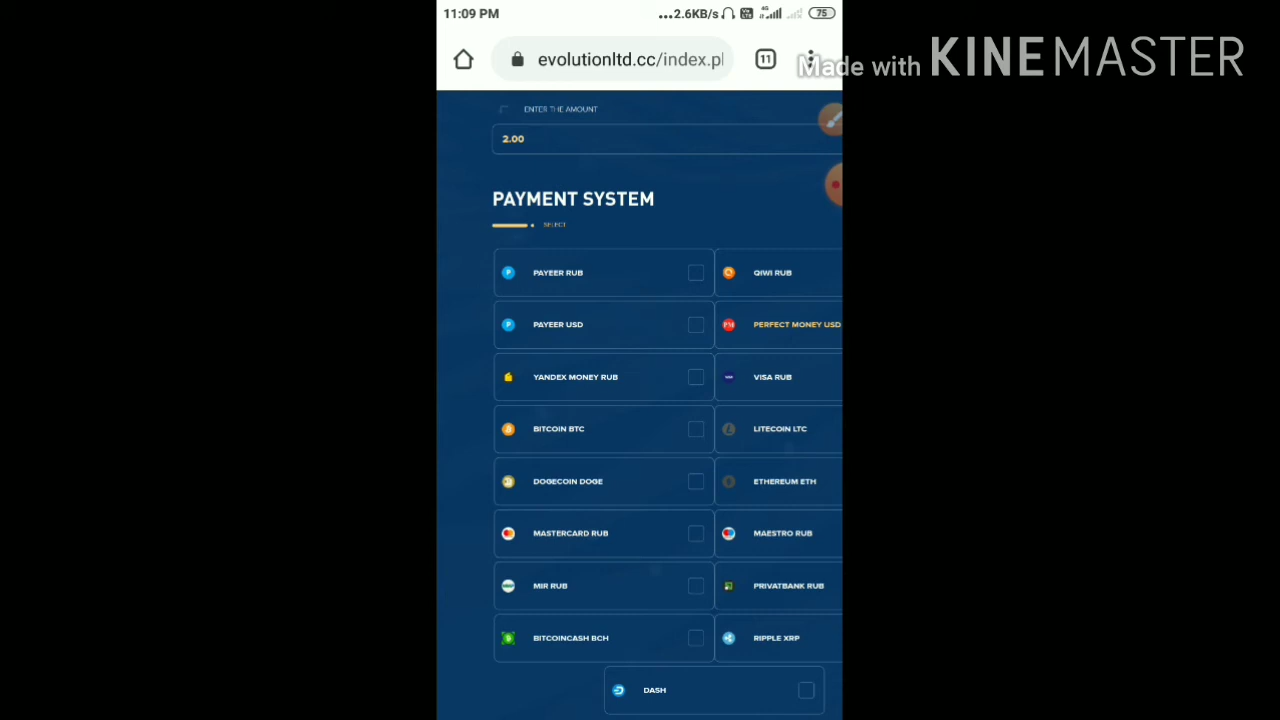 11:09 PM
...2.6KB/s
4G
75
evolutionltd.cc/index.pl
11
Made with KINEMASTER
ENTER THE AMOUNT
2.00
PAYMENT SYSTEM
SELECT
PAYEER RUB
QIWI RUB
PAYEER USD
PERFECT MONEY USD
YANDEX MONEY RUB
VISA RUB
BITCOIN BTC
LITECOIN LTC
DOGECOIN DOGE
ETHEREUM ETH
MASTERCARD RUB
MAESTRO RUB
MIR RUB
PRIVATBANK RUB
BITCOINCASH BCH
RIPPLE XRP
DASH